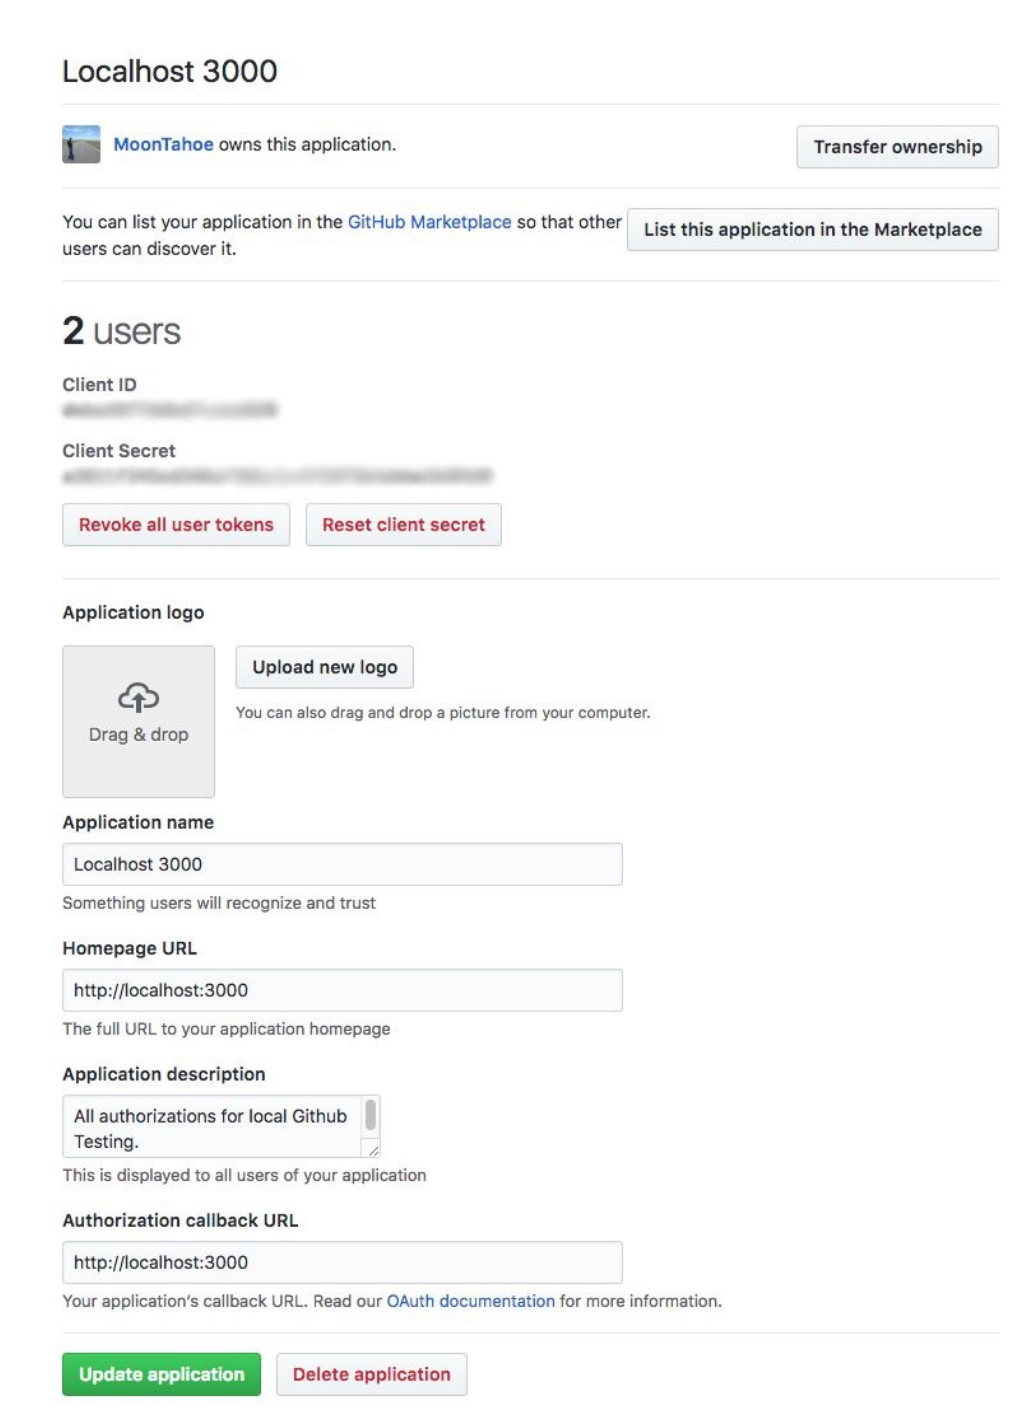 Localhost 3000
MoonTahoe owns this application.
Transfer ownership
You can list your application in the GitHub Marketplace so that other
users can discover it.
List this application in the Marketplace
2 users
Client ID
Client Secret
Revoke all user tokens
Reset client secret
Application logo
Drag & drop
Upload new logo
You can also drag and drop a picture from your computer.
Application name
Localhost 3000
Something users will recognize and trust
Homepage URL
http://localhost:3000
The full URL to your application homepage
Application description
All authorizations for local Github
Testing.
This is displayed to all users of your application
Authorization callback URL
http://localhost:3000
Your application's callback URL. Read our OAuth documentation for more information.
Update application
Delete application